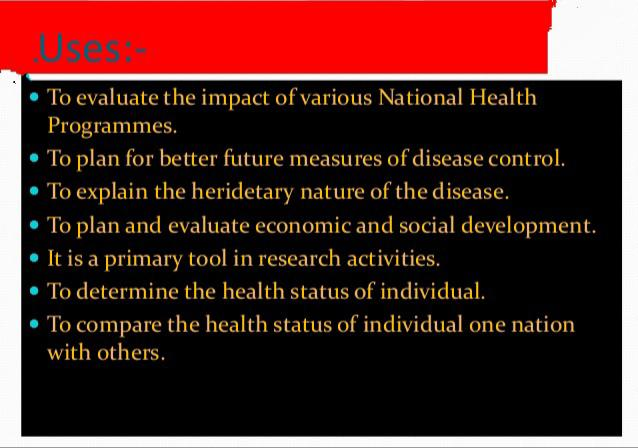 .Uses:-
• To evaluate the impact of various National Health
Programmes.
• To plan for better future measures of disease control.
• To explain the heridetary nature of the disease.
• To plan and evaluate economic and social development.
• It is a primary tool in research activities.
• To determine the health status of individual.
• To compare the health status of individual one nation
with others.